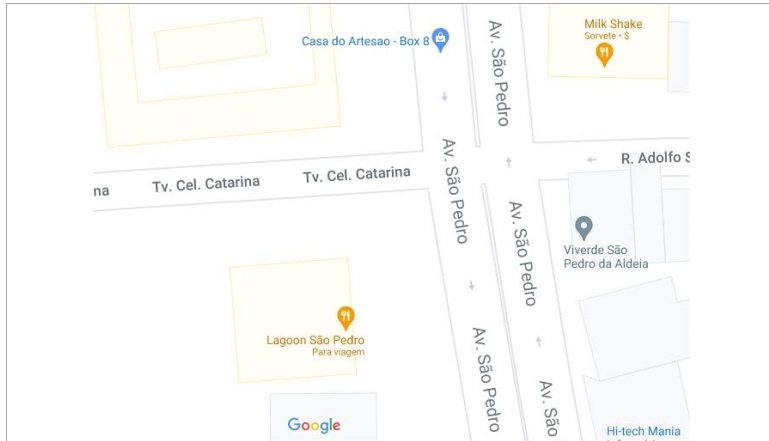 Milk Shake
Sorvete • $
Casa do Artesao - Box 8
Av. São Pedro
Av. São Pedro
R. Adolfo S
na
Tv. Cel. Catarina
Tv. Cel. Catarina
Av. São Pedro
Viverde São
Pedro da Aldeia
Lagoon São Pedro
Para viagem
Av. São Pedro
Av. São
Google
Hi-tech Mania